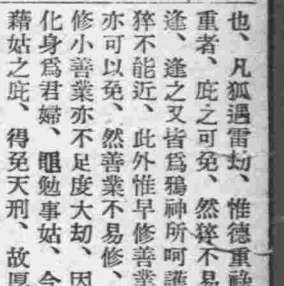 也、凡狐遇雷劫、惟德重祿
重者、庇之可免、然猝不易
逢、逢之又皆爲鴉神所呵護
猝不能近、此外惟早修善業
亦可以免、然善業不易修、
修小善業亦不足度大劫、因
化身爲君婦、黽勉事姑、今
藉姑之庇、得免天刑、故厚